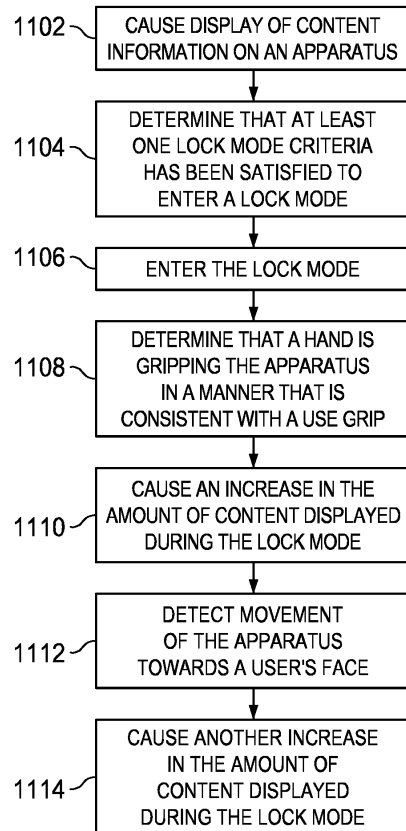 1102
CAUSE DISPLAY OF CONTENT
INFORMATION ON AN APPARATUS
1104
DETERMINE THAT AT LEAST
ONE LOCK MODE CRITERIA
HAS BEEN SATISFIED TO
ENTER A LOCK MODE
1106
ENTER THE LOCK MODE
1108
DETERMINE THAT A HAND IS
GRIPPING THE APPARATUS
IN A MANNER THAT IS
CONSISTENT WITH A USE GRIP
1110
CAUSE AN INCREASE IN THE
AMOUNT OF CONTENT DISPLAYED
DURING THE LOCK MODE
1112
DETECT MOVEMENT
OF THE APPARATUS
TOWARDS A USER'S FACE
1114
CAUSE ANOTHER INCREASE
IN THE AMOUNT OF
CONTENT DISPLAYED
DURING THE LOCK MODE